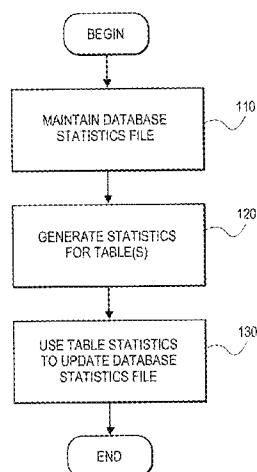 BEGIN
MAINTAIN DATABASE
STATISTICS FILE
110
GENERATE STATISTICS
FOR TABLE(S)
120
USE TABLE STATISTICS
TO UPDATE DATABASE
STATISTICS FILE
130
END